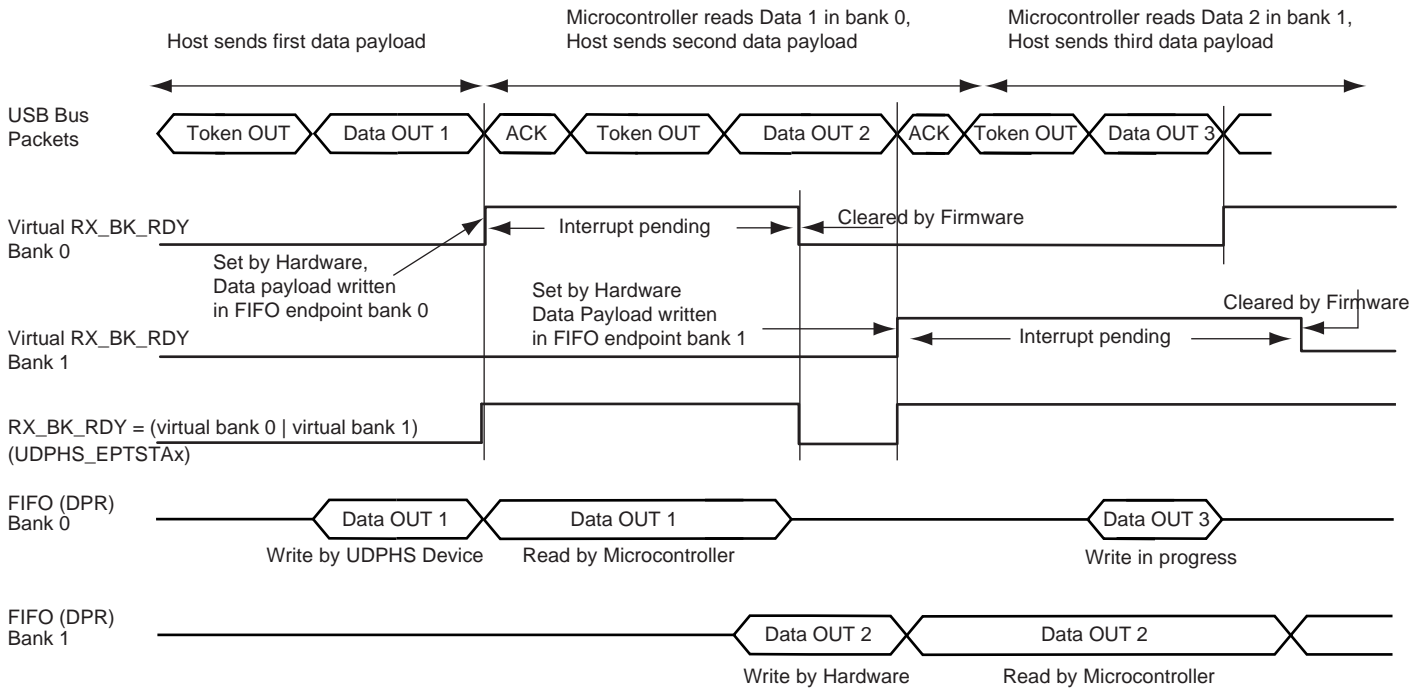 Host sends first data payload
Microcontroller reads Data 1 in bank 0,
Host sends second data payload
Microcontroller reads Data 2 in bank 1,
Host sends third data payload
USB Bus
Packets
Token OUT
Data OUT 1
ACK
Token OUT
Data OUT 2
ACK
Token OUT
Data OUT 3
Virtual RX_BK_RDY
Bank 0
Interrupt pending
Cleared by Firmware
Set by Hardware,
Data payload written
in FIFO endpoint bank 0
Set by Hardware
Data Payload written
in FIFO endpoint bank 1
Cleared by Firmware
Virtual RX_BK_RDY
Bank 1
Interrupt pending
RX_BK_RDY = (virtual bank 0 | virtual bank 1)
(UDPHS_EPTSTAx)
FIFO (DPR)
Bank 0
Data OUT 1
Data OUT 1
Data OUT 3
Write by UDPHS Device
Read by Microcontroller
Write in progress
FIFO (DPR)
Bank 1
Data OUT 2
Data OUT 2
Write by Hardware
Read by Microcontroller